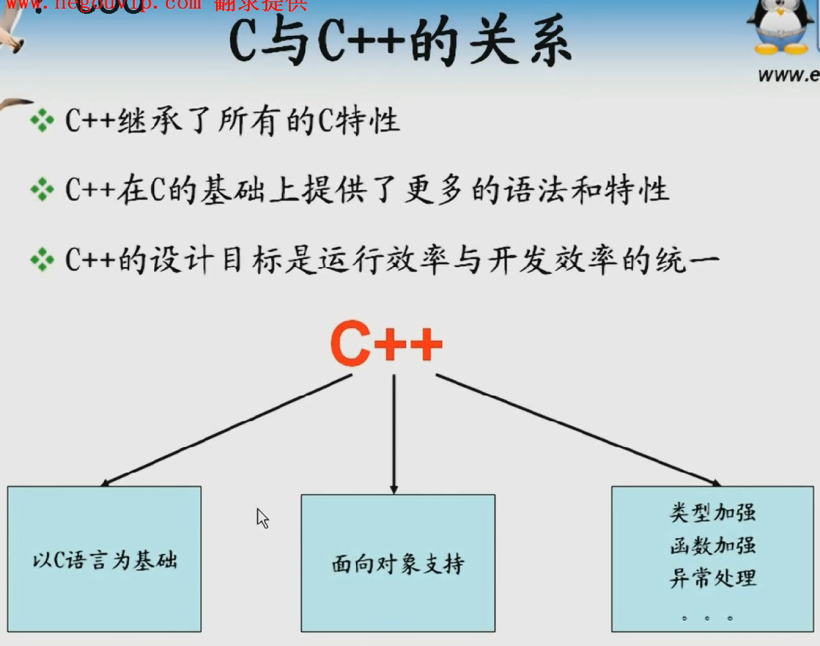 C与C++的关系
www.e
C++继承了所有的C特性
C++在C的基础上提供了更多的语法和特性
C++的设计目标是运行效率与开发效率的统一
C++
以C语言为基础
面向对象支持
类型加强
函数加强
异常处理
。。。